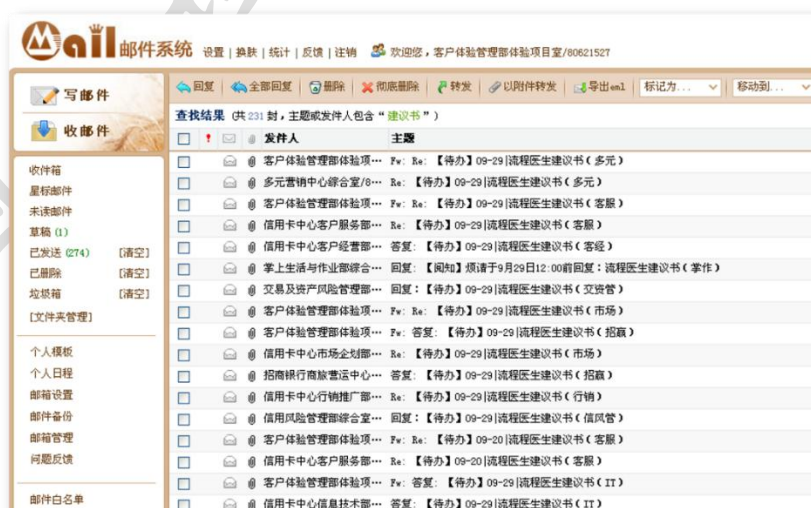 Mail 邮件系统 设置 | 换肤 | 统计 | 反馈 | 注销 欢迎您，客户体验管理部体验项目室/80621527
写邮件
收邮件
收件箱
星标邮件
未读邮件
草稿 (1)
已发送 (274) [清空]
已删除 [清空]
垃圾箱 [清空]
[文件夹管理]
个人模板
个人日程
邮箱设置
邮件备份
邮箱管理
问题反馈
邮件白名单
回复 全部回复 删除 彻底删除 转发 以附件转发 导出eml 标记为... 移动到...
查找结果 (共 231 封，主题或发件人包含“建议书”)
发件人 主题
客户体验管理部体验项… Fw: Re: 【待办】09-29|流程医生建议书(多元)
多元营销中心综合室/8… Re: 【待办】09-29|流程医生建议书(多元)
客户体验管理部体验项… Fw: Re: 【待办】09-29|流程医生建议书(客服)
信用卡中心客户服务部… Re: 【待办】09-29|流程医生建议书(客服)
信用卡中心客户经营部… 答复: 【待办】09-29|流程医生建议书(客经)
掌上生活与作业部综合… 回复: 【阅知】烦请于9月29日12:00前回复：流程医生建议书(掌作)
交易及资产风险管理部… 回复：【待办】09-29|流程医生建议书(交资管)
客户体验管理部体验项… Fw: Re: 【待办】09-29|流程医生建议书(市场)
客户体验管理部体验项… Fw: 答复: 【待办】09-29|流程医生建议书(招赢)
信用卡中心市场企划部… Re: 【待办】09-29|流程医生建议书(市场)
招商银行商旅营运中心… 答复: 【待办】09-29|流程医生建议书(招赢)
信用卡中心行销推广部… Re: 【待办】09-29|流程医生建议书(行销)
信用风险管理部综合室… 回复：【待办】09-29|流程医生建议书(信风管)
客户体验管理部体验项… Fw: Re: 【待办】09-20|流程医生建议书(客服)
信用卡中心客户服务部… Re: 【待办】09-20|流程医生建议书(客服)
客户体验管理部体验项… Fw: 答复: 【待办】09-29|流程医生建议书(IT)
信用卡中心信息技术部… 答复: 【待办】09-29|流程医生建议书(IT)